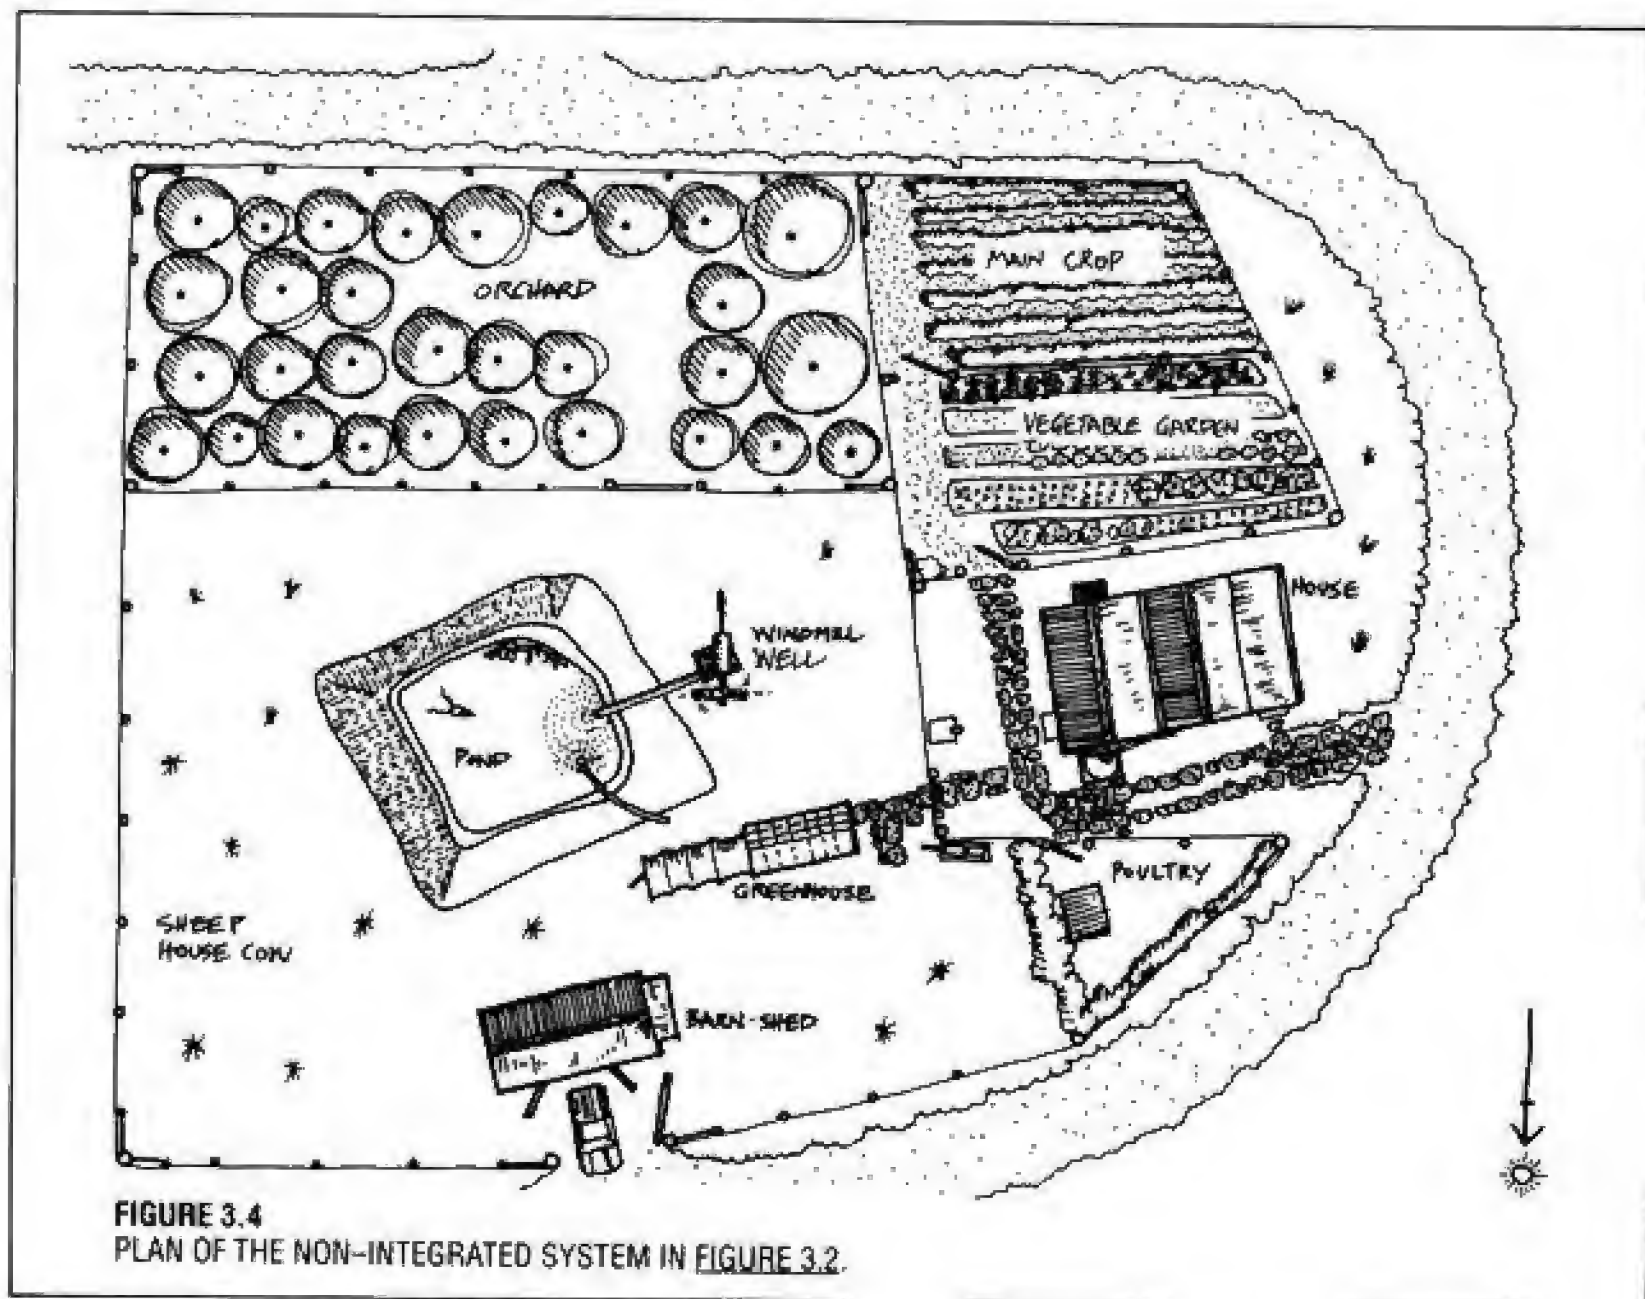 ORCHARD
MAIN CROP
VEGETABLE GARDEN
HOUSE
WINDMILL
WELL
POND
GREENHOUSE
POULTRY
SHEEP
HOUSE COW
BARN-SHED
FIGURE 3.4
PLAN OF THE NON-INTEGRATED SYSTEM IN FIGURE 3.2.